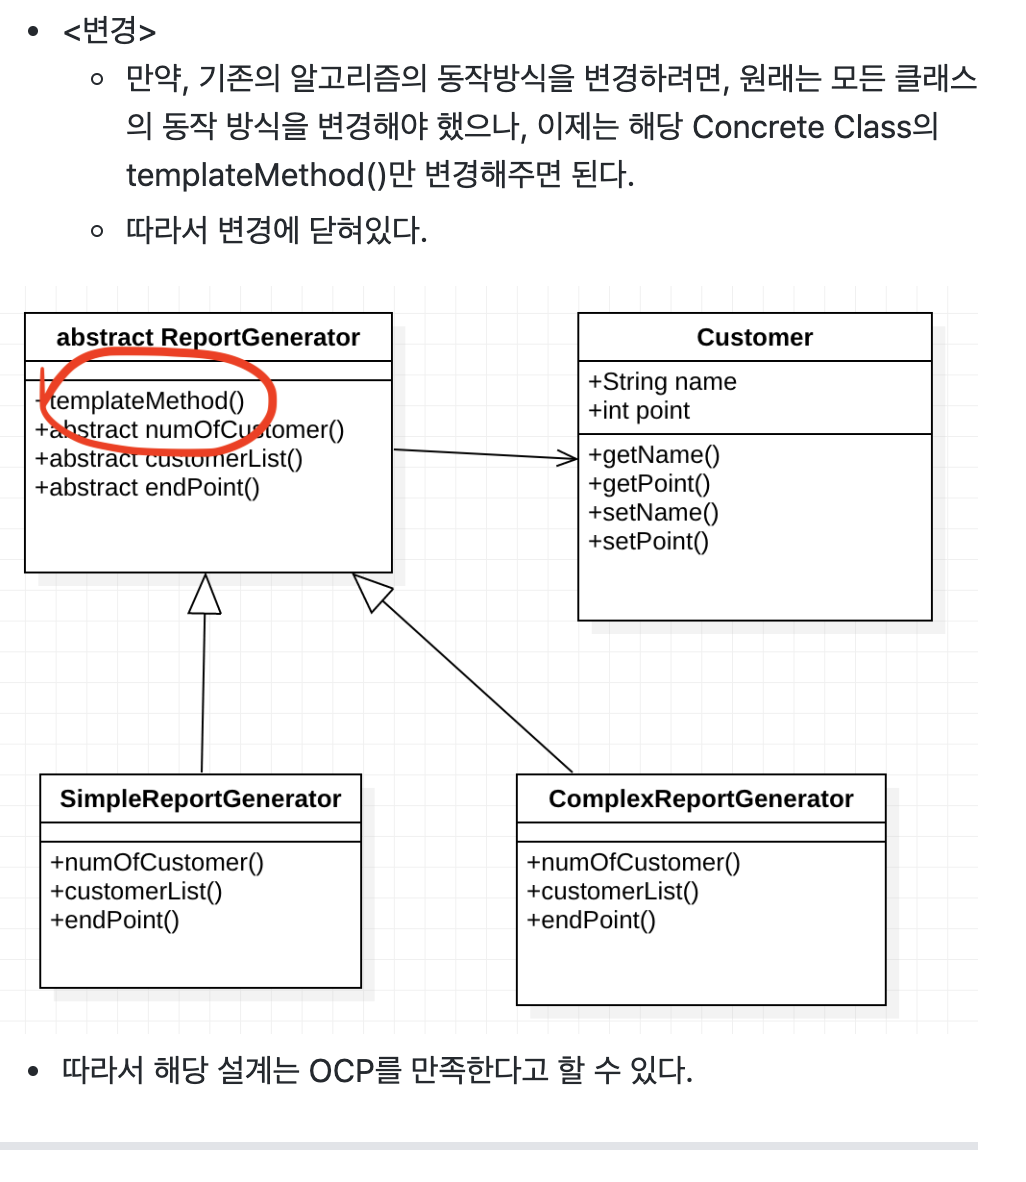 <변경>
만약, 기존의 알고리즘의 동작방식을 변경하려면, 원래는 모든 클래스
의 동작 방식을 변경해야 했으나, 이제는 해당 Concrete Class의
templateMethod()만 변경해주면 된다.
따라서 변경에 닫혀있다.
abstract ReportGenerator
+templateMethod()
+abstract numOfCustomer()
+abstract customerList()
+abstract endPoint()
Customer
+String name
+int point
+getName()
+getPoint()
+setName()
+setPoint()
SimpleReportGenerator
+numOfCustomer()
+customerList()
+endPoint()
ComplexReportGenerator
+numOfCustomer()
+customerList()
+endPoint()
따라서 해당 설계는 OCP를 만족한다고 할 수 있다.